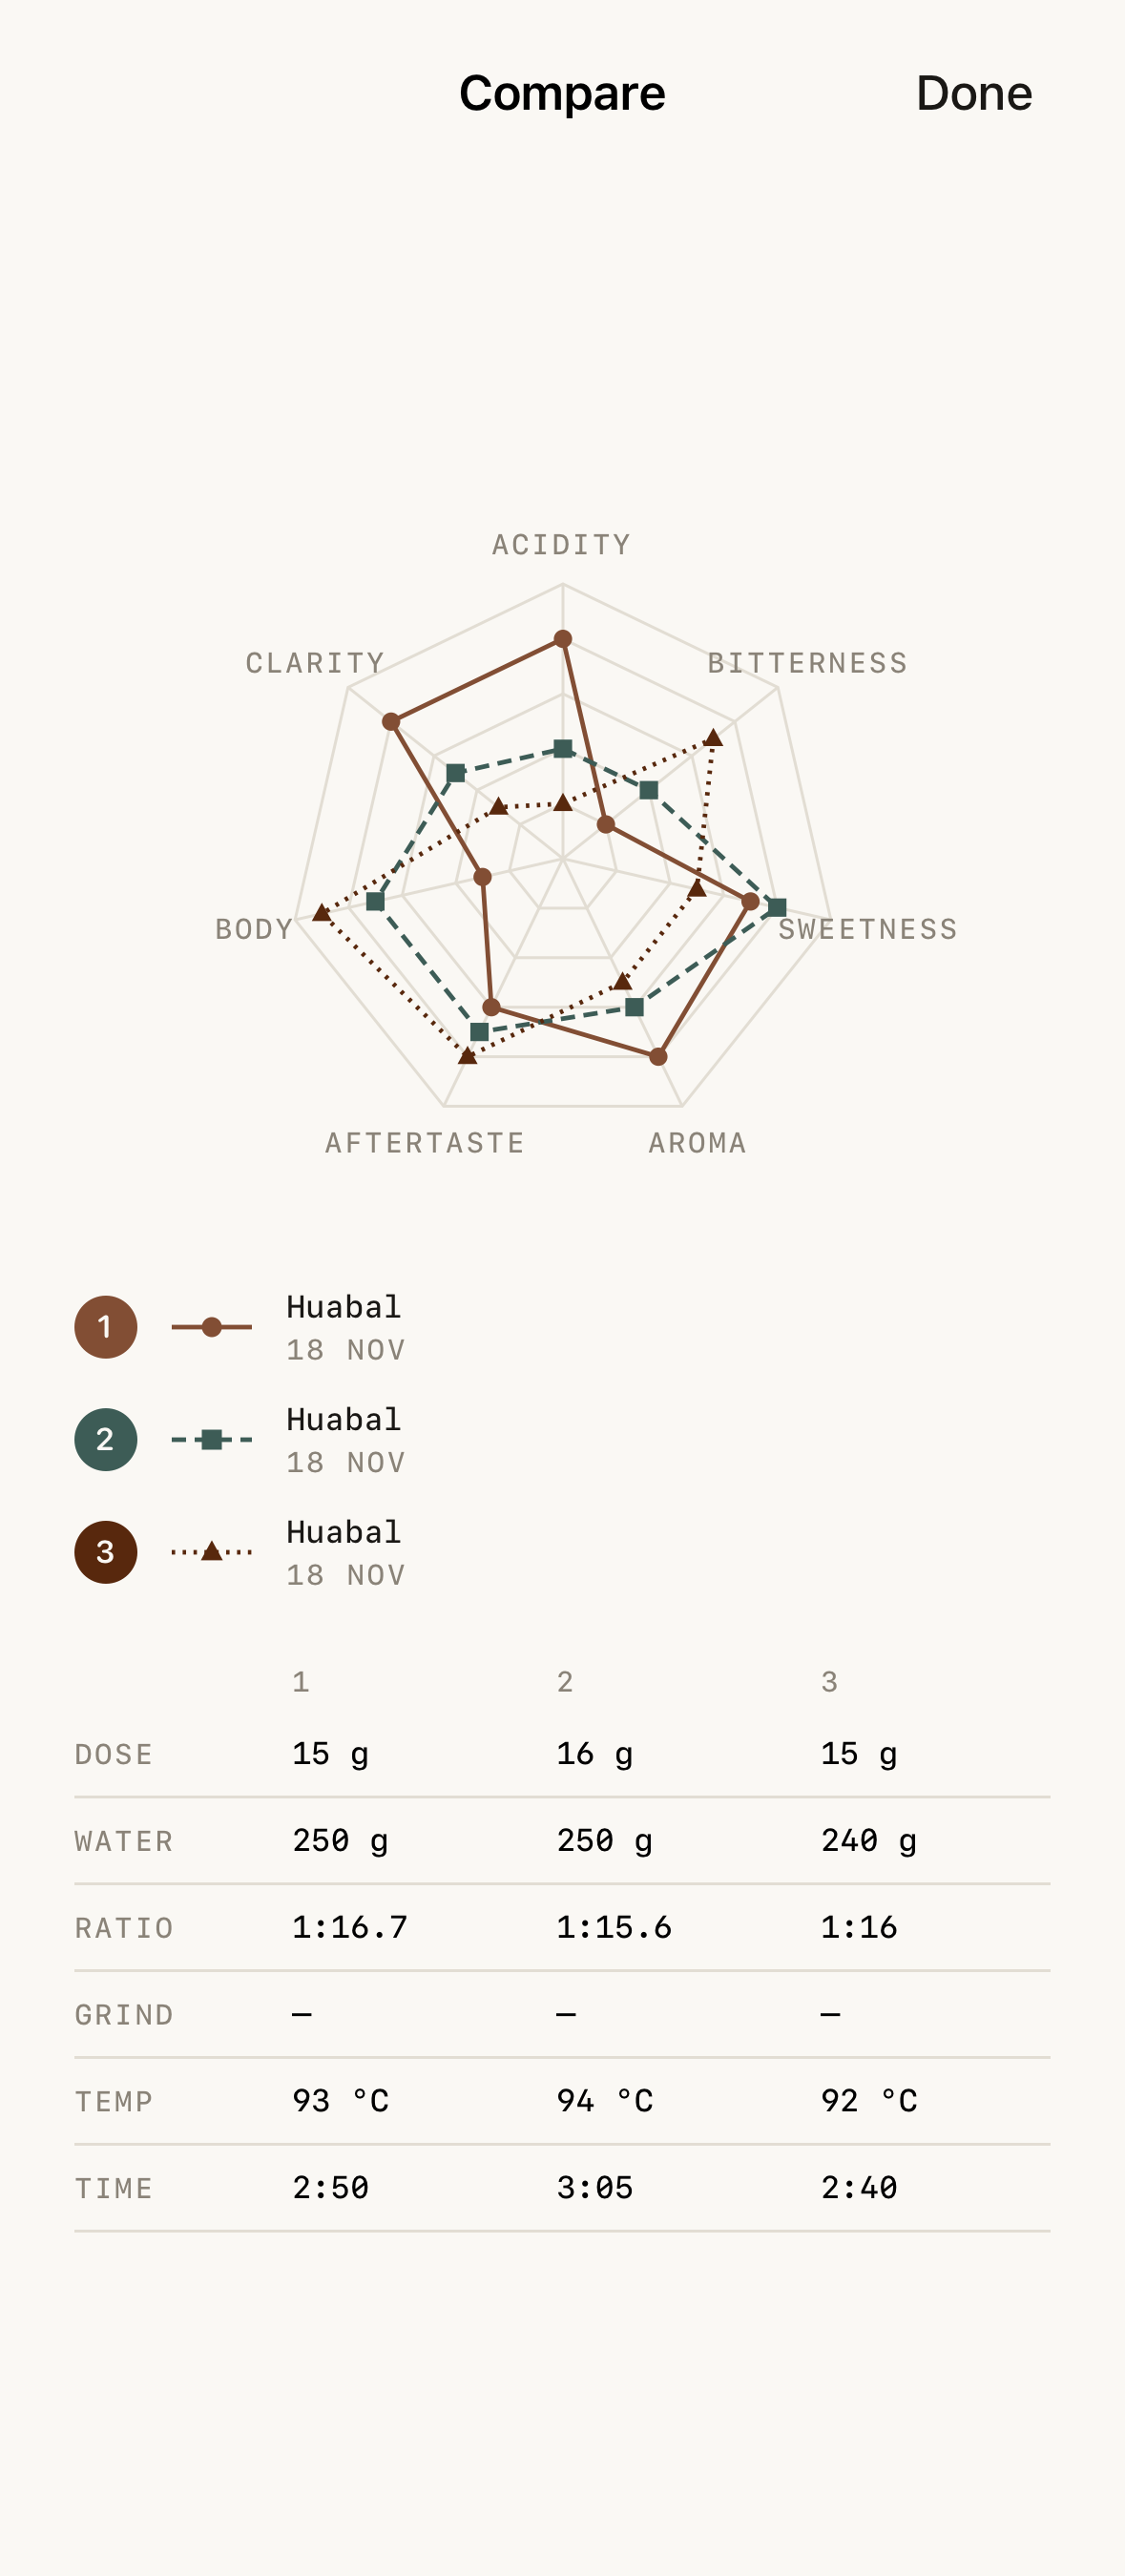 Compare Done
ACIDITY
CLARITY BITTERNESS
BODY SWEETNESS
AFTERTASTE AROMA
1 Huabal
18 NOV
2 Huabal
18 NOV
3 Huabal
18 NOV
1 2 3
DOSE 15 g 16 g 15 g
WATER 250 g 250 g 240 g
RATIO 1:16.7 1:15.6 1:16
GRIND — — —
TEMP 93 °C 94 °C 92 °C
TIME 2:50 3:05 2:40